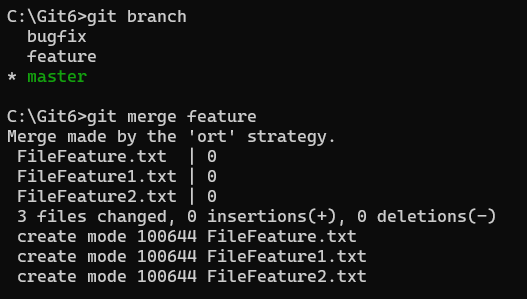 C:\Git6>git branch
  bugfix
  feature
* master
C:\Git6>git merge feature
Merge made by the 'ort' strategy.
 FileFeature.txt  | 0
 FileFeature1.txt | 0
 FileFeature2.txt | 0
 3 files changed, 0 insertions(+), 0 deletions(-)
 create mode 100644 FileFeature.txt
 create mode 100644 FileFeature1.txt
 create mode 100644 FileFeature2.txt